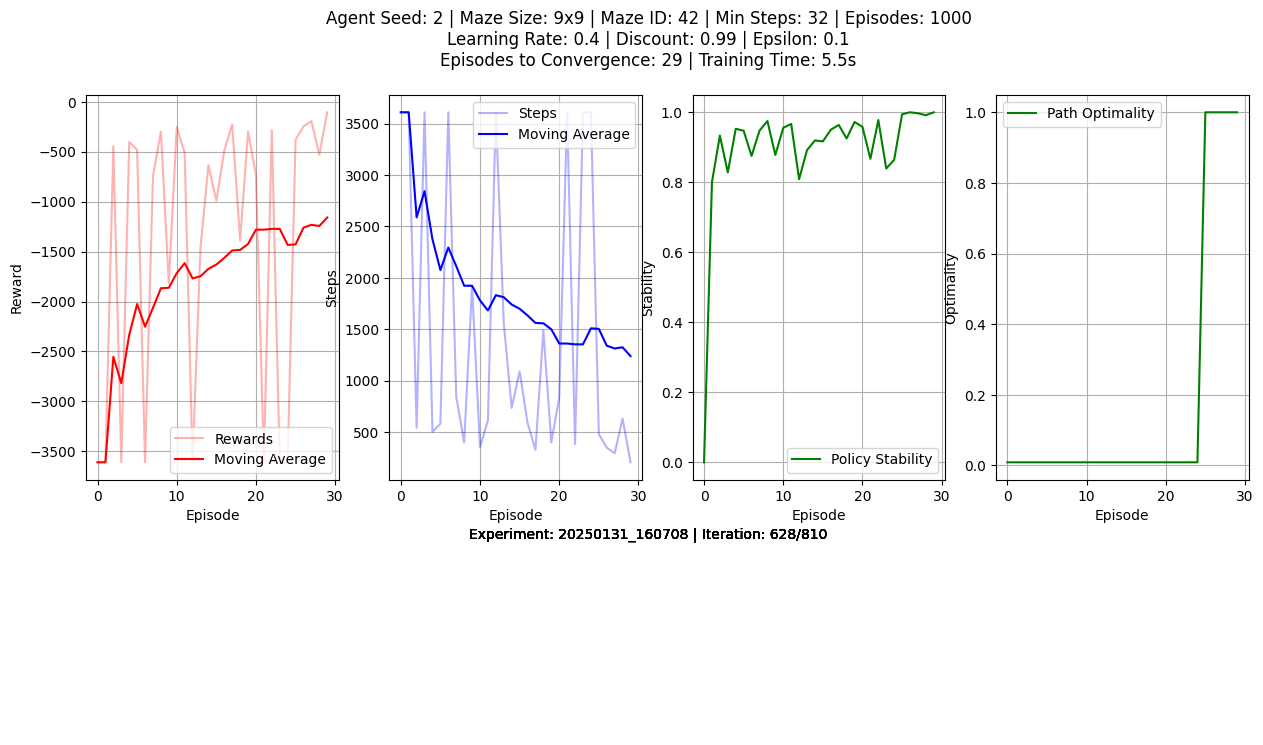 Agent Seed: 2 | Maze Size: 9x9 | Maze ID: 42 | Min Steps: 32 | Episodes: 1000
Learning Rate: 0.4 | Discount: 0.99 | Epsilon: 0.1
Episodes to Convergence: 29 | Training Time: 5.5s
Reward
0
−500
−1000
−1500
−2000
−2500
−3000
−3500
Rewards
Moving Average
0
10
20
30
Episode
Steps
3500
3000
2500
2000
1500
1000
500
Steps
Moving Average
0
10
20
30
Episode
Stability
1.0
0.8
0.6
0.4
0.2
0.0
Policy Stability
0
10
20
30
Episode
Optimality
1.0
0.8
0.6
0.4
0.2
0.0
Path Optimality
0
10
20
30
Episode
Experiment: 20250131_160708 | Iteration: 628/810